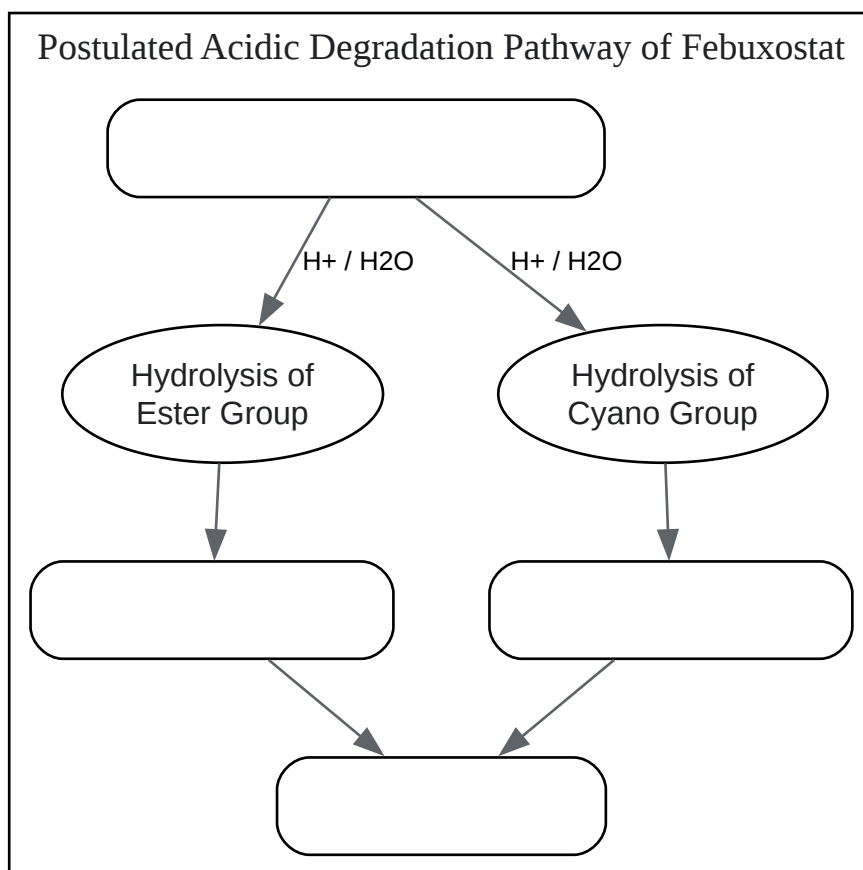 Postulated Acidic Degradation Pathway of Febuxostat
H+ / H2O
H+ / H2O
Hydrolysis of
Ester Group
Hydrolysis of
Cyano Group